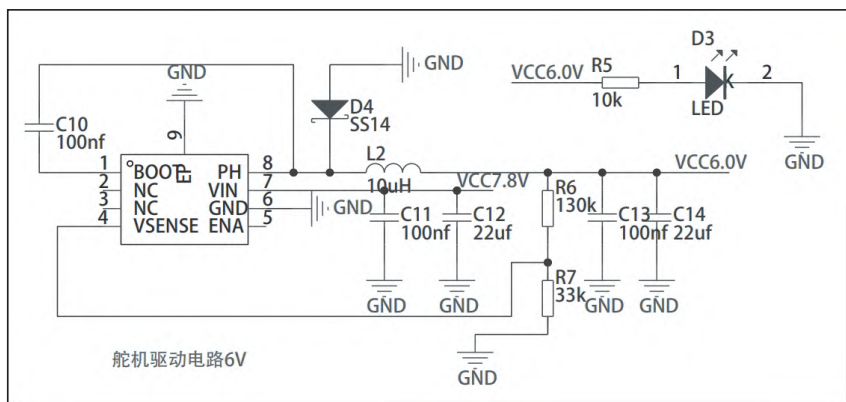 D3
GND
GND
VCC6.0V
R5
1
2
10k
LED
GND
D4
SS14
C10
100nf
9
EP
1
BOOT
PH
8
2
NC
VIN
7
3
NC
GND
6
4
VSENSE
ENA
5
L2
10uH
VCC7.8V
VCC6.0V
GND
C11
100nf
C12
22uf
R6
130k
C13
100nf
C14
22uf
GND
GND
R7
33k
GND
GND
GND
舵机驱动电路6V